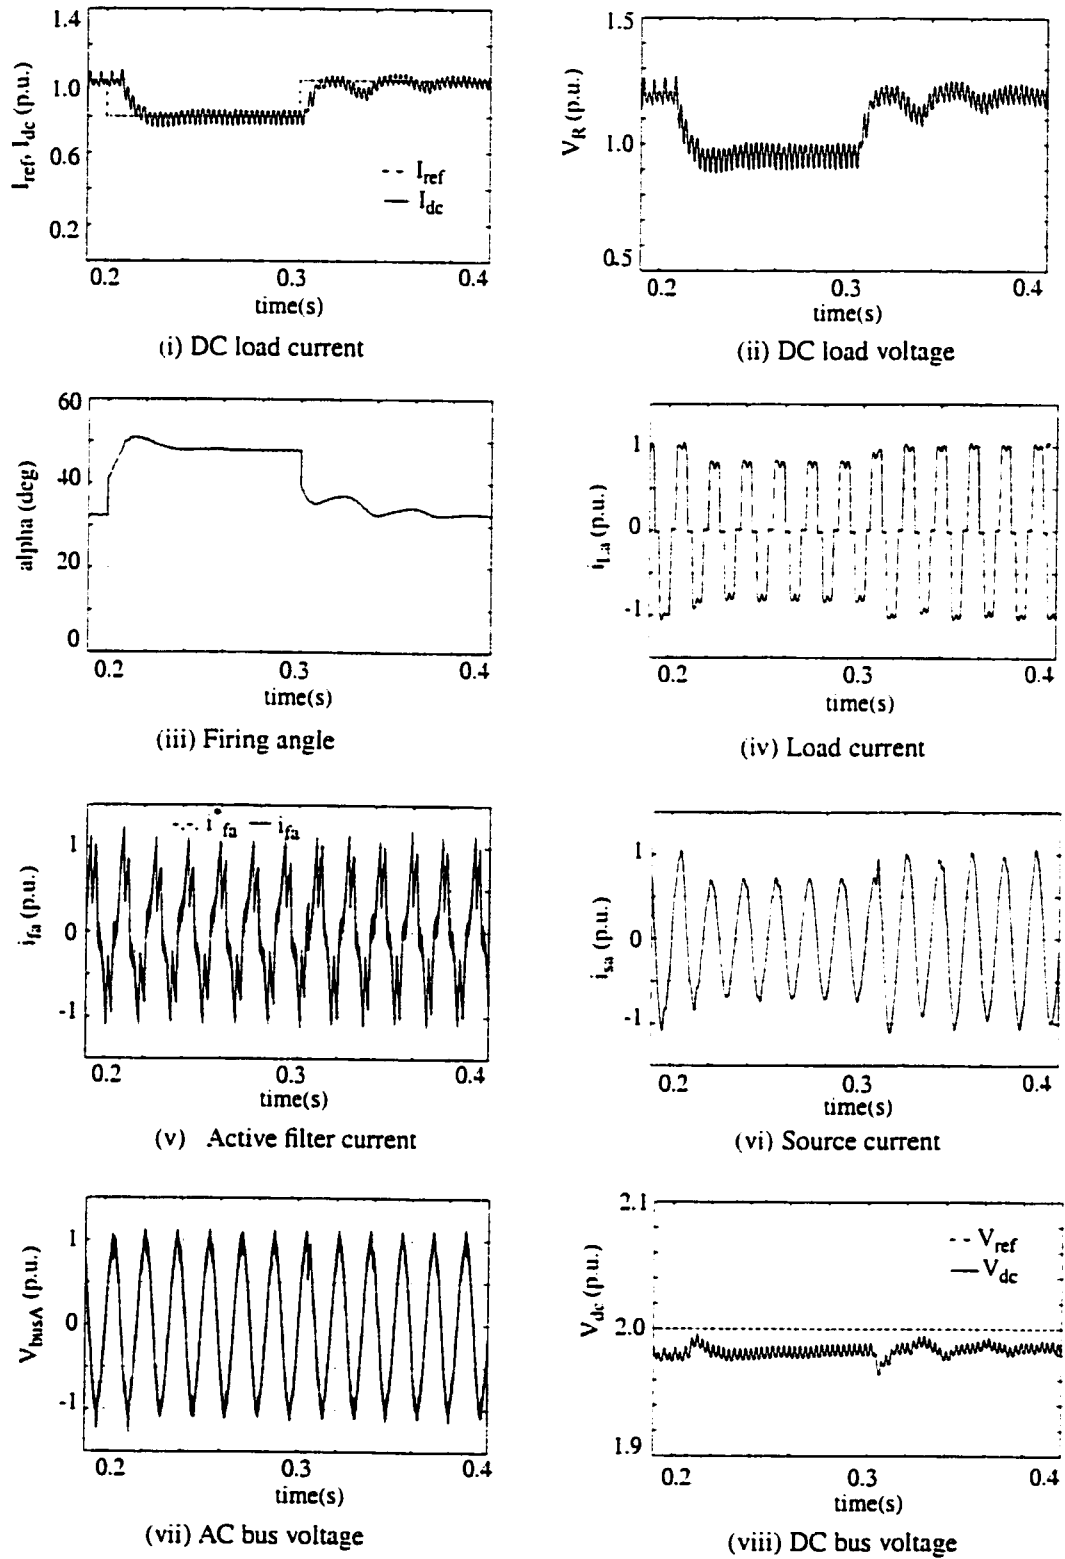 1.4
1.0
0.6
0.2
I_ref, I_dc (p.u.)
I_ref
I_dc
0.2 0.3 0.4
time(s)
(i) DC load current
1.5
1.0
0.5
V_R (p.u.)
0.2 0.3 0.4
time(s)
(ii) DC load voltage
60
40
20
0
alpha (deg)
0.2 0.3 0.4
time(s)
(iii) Firing angle
1
0
-1
i_La (p.u.)
0.2 0.3 0.4
time(s)
(iv) Load current
i*_fa i_fa
1
0
-1
i_fa (p.u.)
0.2 0.3 0.4
time(s)
(v) Active filter current
1
0
-1
i_sa (p.u.)
0.2 0.3 0.4
time(s)
(vi) Source current
1
0
-1
V_busA (p.u.)
0.2 0.3 0.4
time(s)
(vii) AC bus voltage
2.1
2.0
1.9
V_dc (p.u.)
V_ref
V_dc
0.2 0.3 0.4
time(s)
(viii) DC bus voltage